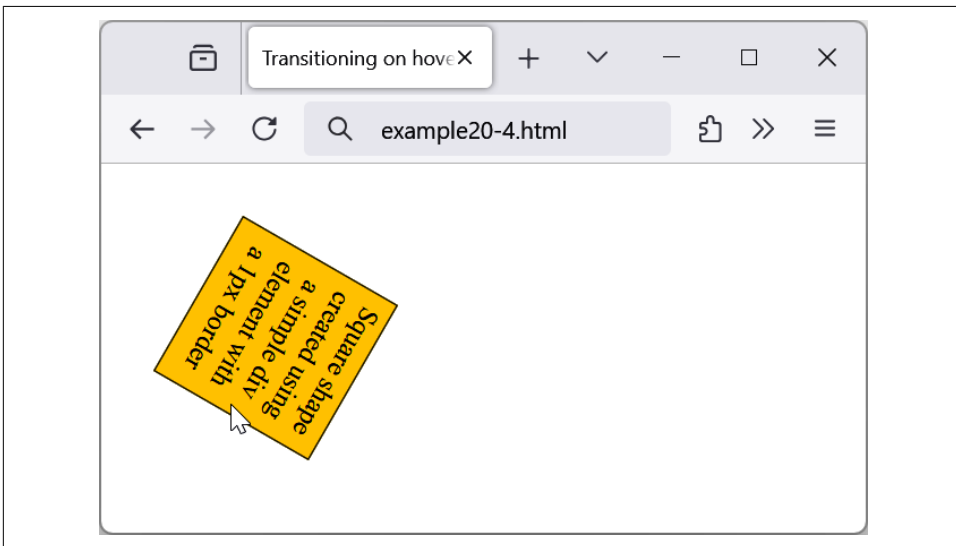 Transitioning on hove
example20-4.html
Square shape
created using
a simple div
element with
a 1px border